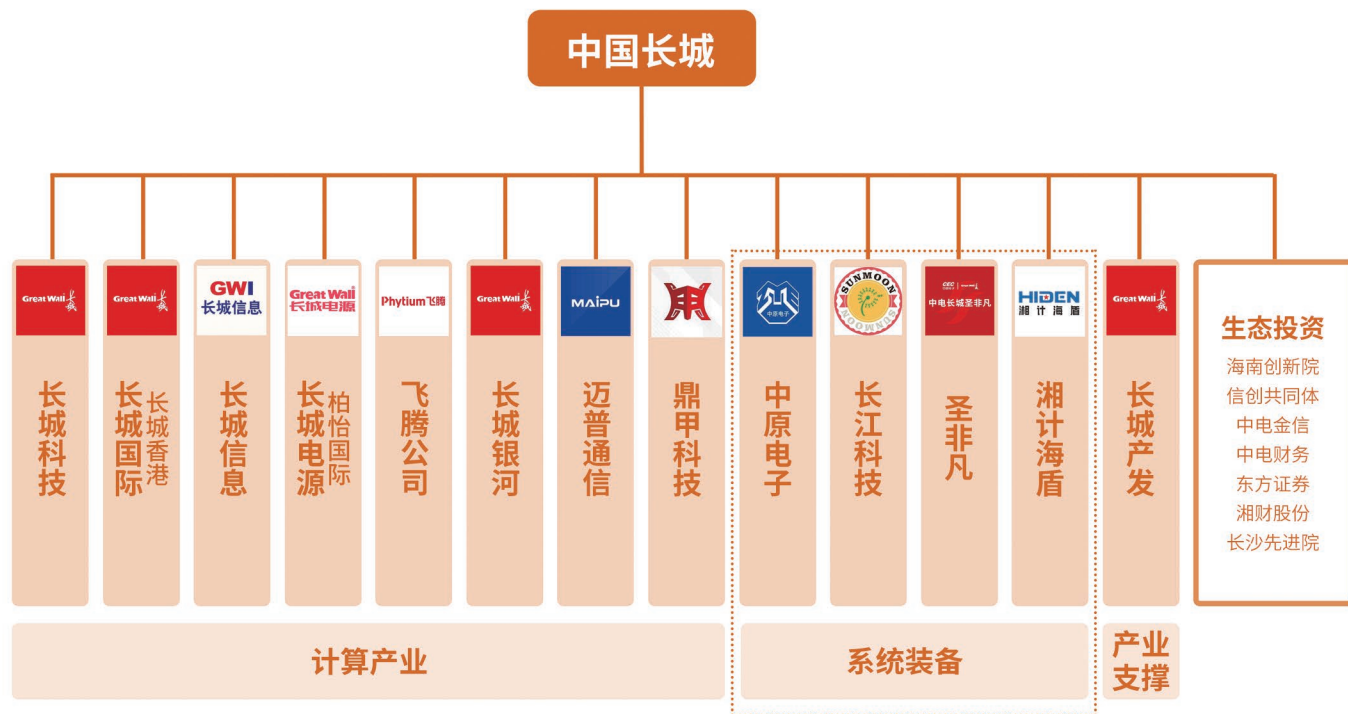 中国长城
Great Wall 长城
Great Wall 长城
GWI
长城信息
Great Wall
长城电源
Phytium飞腾
Great Wall 长城
MAIPU
中原电子
SUNMOON
SUNMOON
CEC
中电长城圣非凡
HIDEN
湘计海盾
Great Wall 长城
长城科技
长城国际
长城香港
长城信息
长城电源
柏怡国际
飞腾公司
长城银河
迈普通信
鼎甲科技
中原电子
长江科技
圣非凡
湘计海盾
长城产发
生态投资
海南创新院
信创共同体
中电金信
中电财务
东方证券
湘财股份
长沙先进院
计算产业
系统装备
产业
支撑